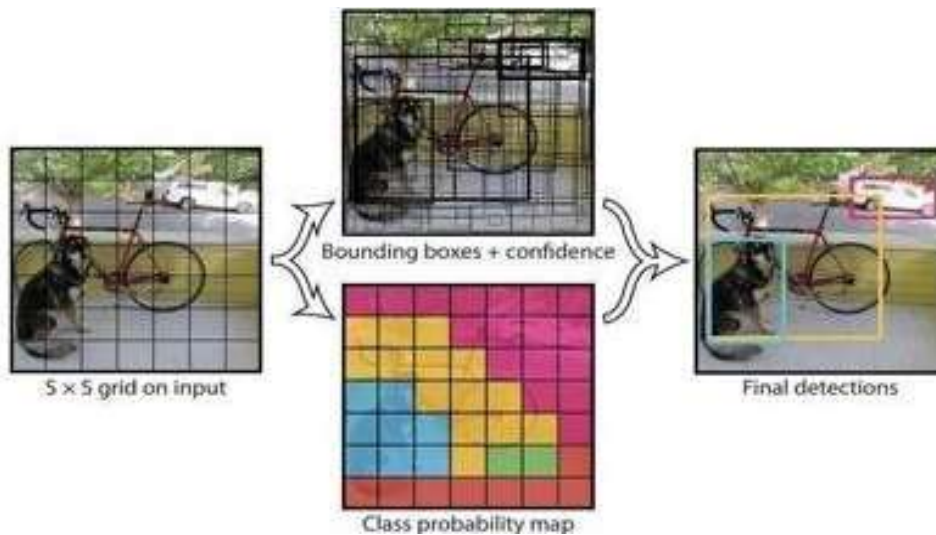 Bounding boxes + confidence
S × S grid on input
Final detections
Class probability map